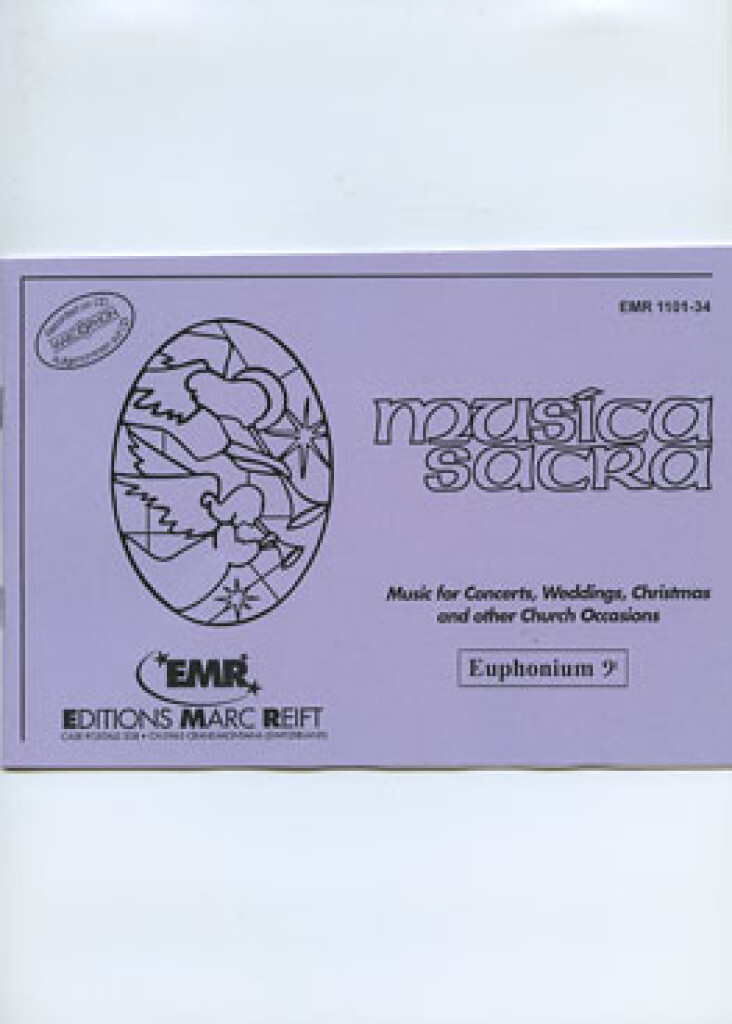 EMR 1101-34
musica
sacra
Music for Concerts, Weddings, Christmas
and other Church Occasions
Euphonium
EMR
EDITIONS MARC REIFT